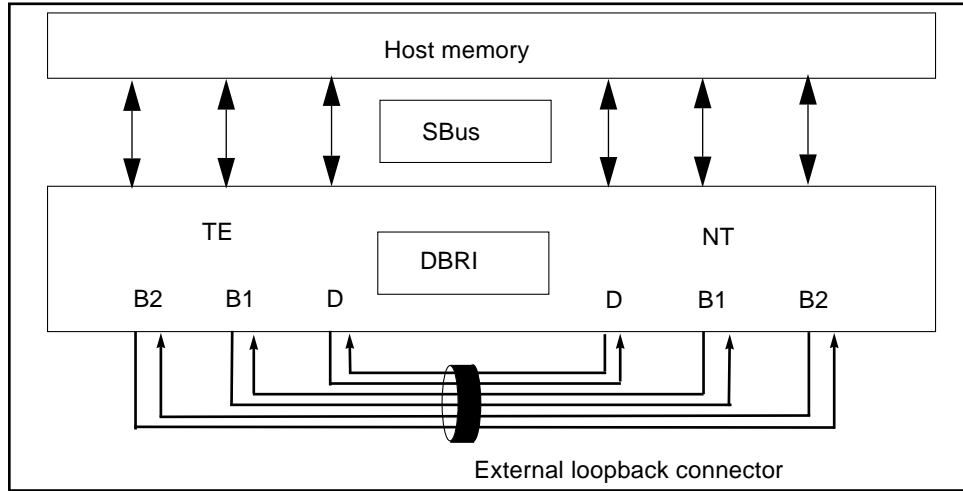 Host memory
SBus
TE
NT
DBRI
B2 B1 D D B1 B2
External loopback connector